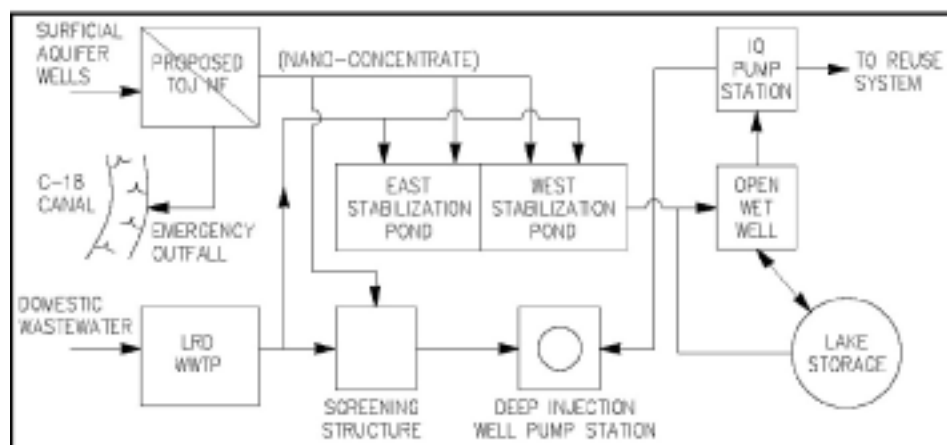 SURFICIAL
AQUIFER
WELLS
PROPOSED
TOJ NF
(NANO-CONCENTRATE)
IQ
PUMP
STATION
TO REUSE
SYSTEM
C-18
CANAL
EMERGENCY
OUTFALL
EAST
STABILIZATION
POND
WEST
STABILIZATION
POND
OPEN
WET
WELL
DOMESTIC
WASTEWATER
LRD
WWTP
SCREENING
STRUCTURE
DEEP INJECTION
WELL PUMP STATION
LAKE
STORAGE